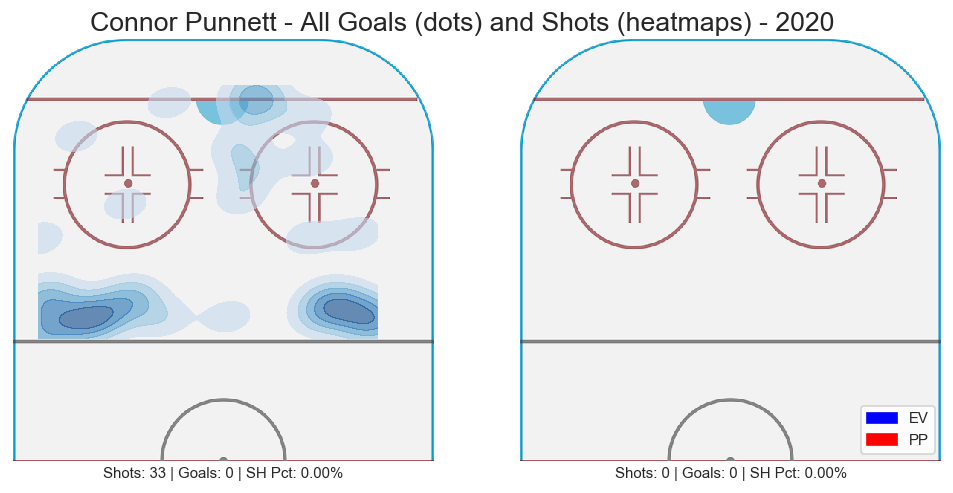 Connor Punnett - All Goals (dots) and Shots (heatmaps) - 2020
EV
PP
Shots: 33 | Goals: 0 | SH Pct: 0.00%
Shots: 0 | Goals: 0 | SH Pct: 0.00%